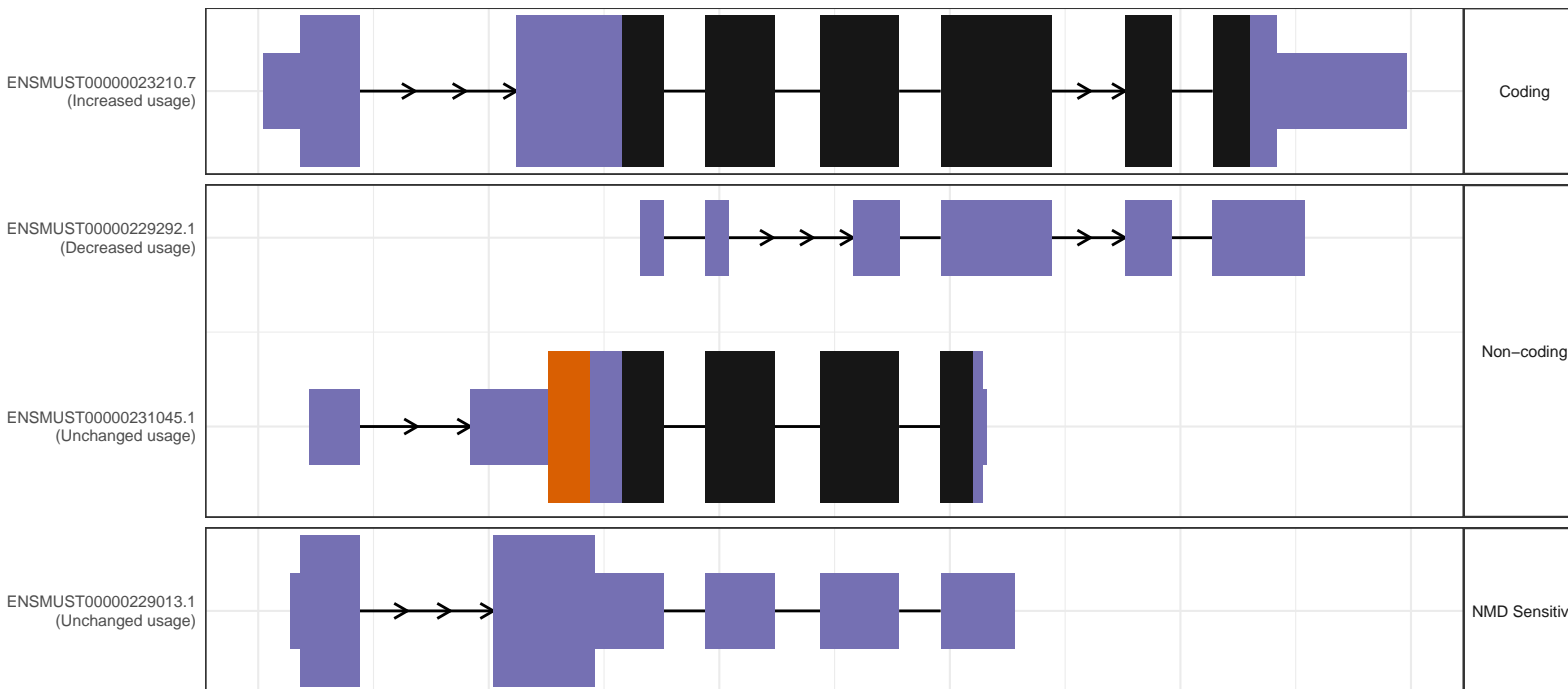 ENSMUST00000023210.7
(Increased usage)
Coding
ENSMUST00000229292.1
(Decreased usage)
Non−coding
ENSMUST00000231045.1
(Unchanged usage)
ENSMUST00000229013.1
(Unchanged usage)
NMD Sensitiv